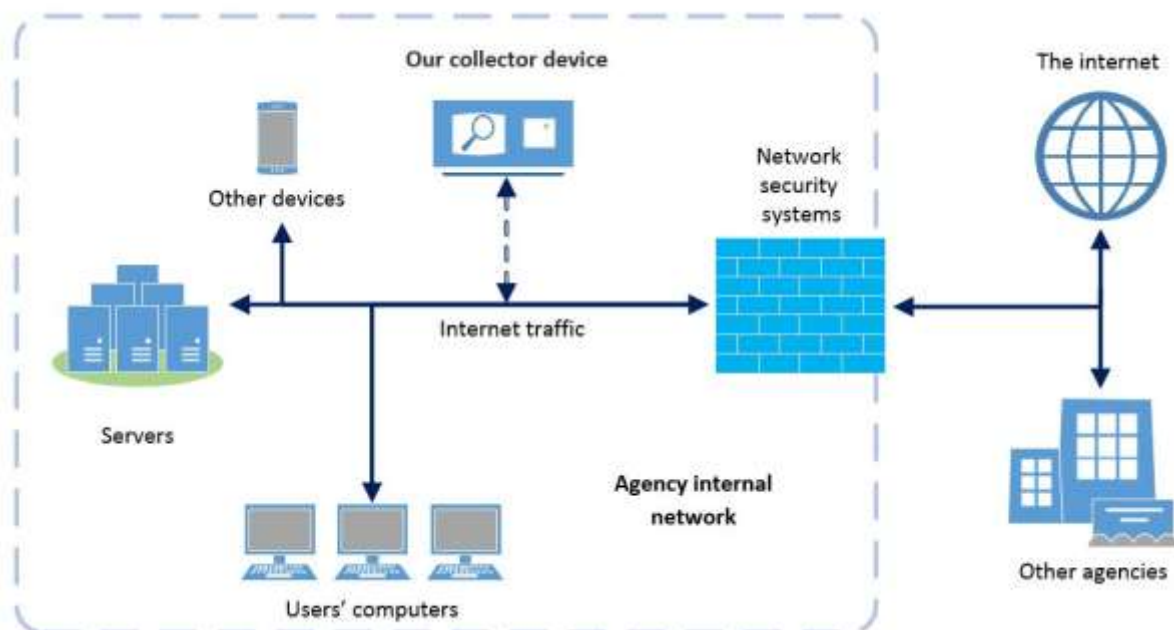 Our collector device
The internet
Other devices
Network
security
systems
Internet traffic
Servers
Agency internal
network
Users' computers
Other agencies